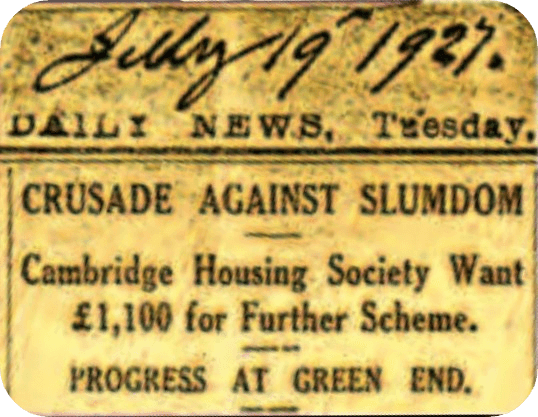 July 19th 1927.
DAILY NEWS, Tuesday,
CRUSADE AGAINST SLUMDOM
Cambridge Housing Society Want
£1,100 for Further Scheme.
PROGRESS AT GREEN END.